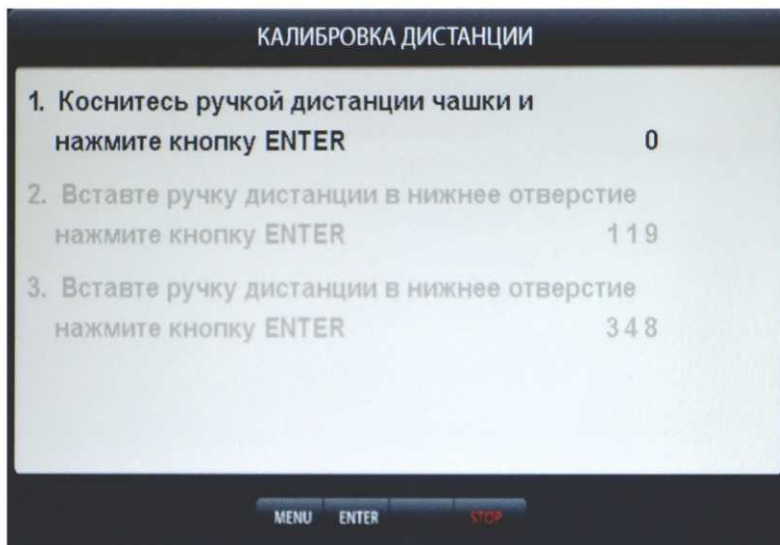 КАЛИБРОВКА ДИСТАНЦИИ
1. Коснитесь ручкой дистанции чашки и
нажмите кнопку ENTER 0
2. Вставте ручку дистанции в нижнее отверстие
нажмите кнопку ENTER 119
3. Вставте ручку дистанции в нижнее отверстие
нажмите кнопку ENTER 348
MENU ENTER STOP